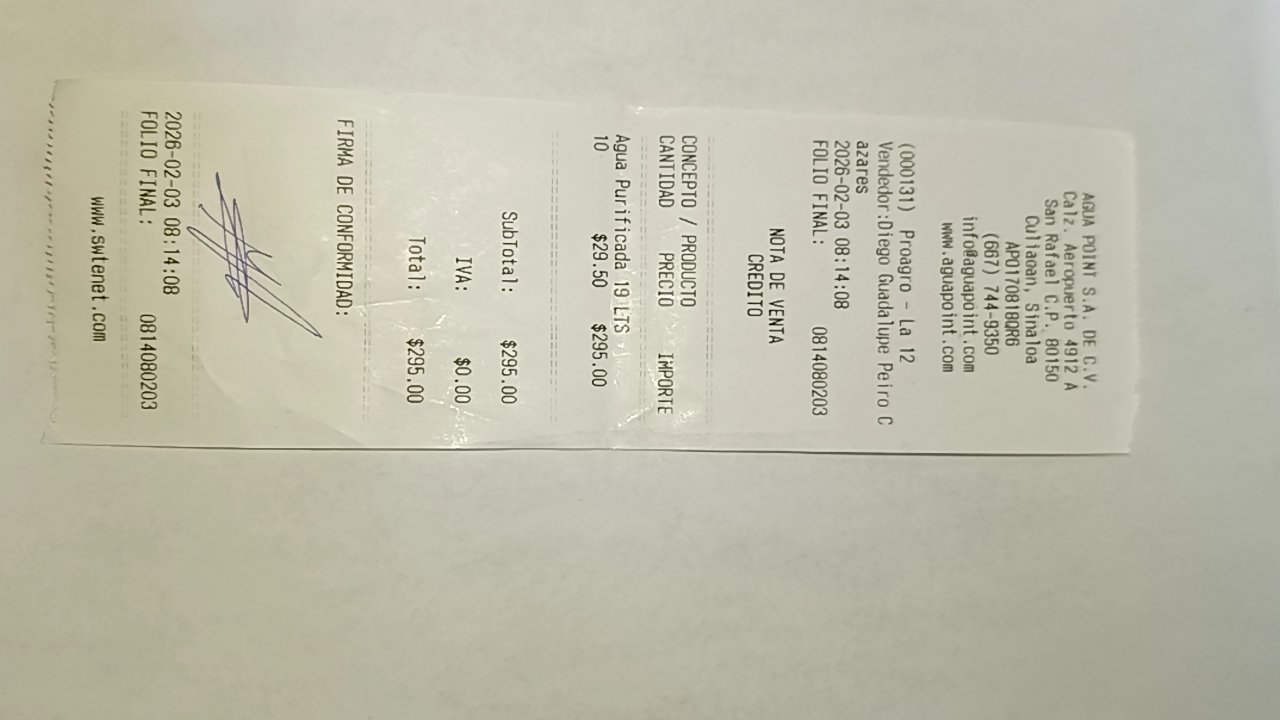 AGUA POINT S.A. DE C.V.
Calz. Aeropuerto 4912 A
San Rafael C.P. 80150
Culiaoan, Sinaloa
APO170818QR6
(667) 744-9350
info@aguapoint.com
www.aguapoint.com
(000131) Proagro - La 12
Vendedor:Diego Guadalupe Peiro C
azares
2026-02-03 08:14:08
FOLIO FINAL: 0814080203
NOTA DE VENTA
CREDITO
CONCEPTO / PRODUCTO
CANTIDAD PRECIO IMPORTE
Agua Purificada 19 LTS
10 $29.50 $295.00
SubTotal: $295.00
IVA: $0.00
Total: $295.00
FIRMA DE CONFORMIDAD:
2026-02-03 08:14:08
FOLIO FINAL: 0814080203
www.swtenet.com